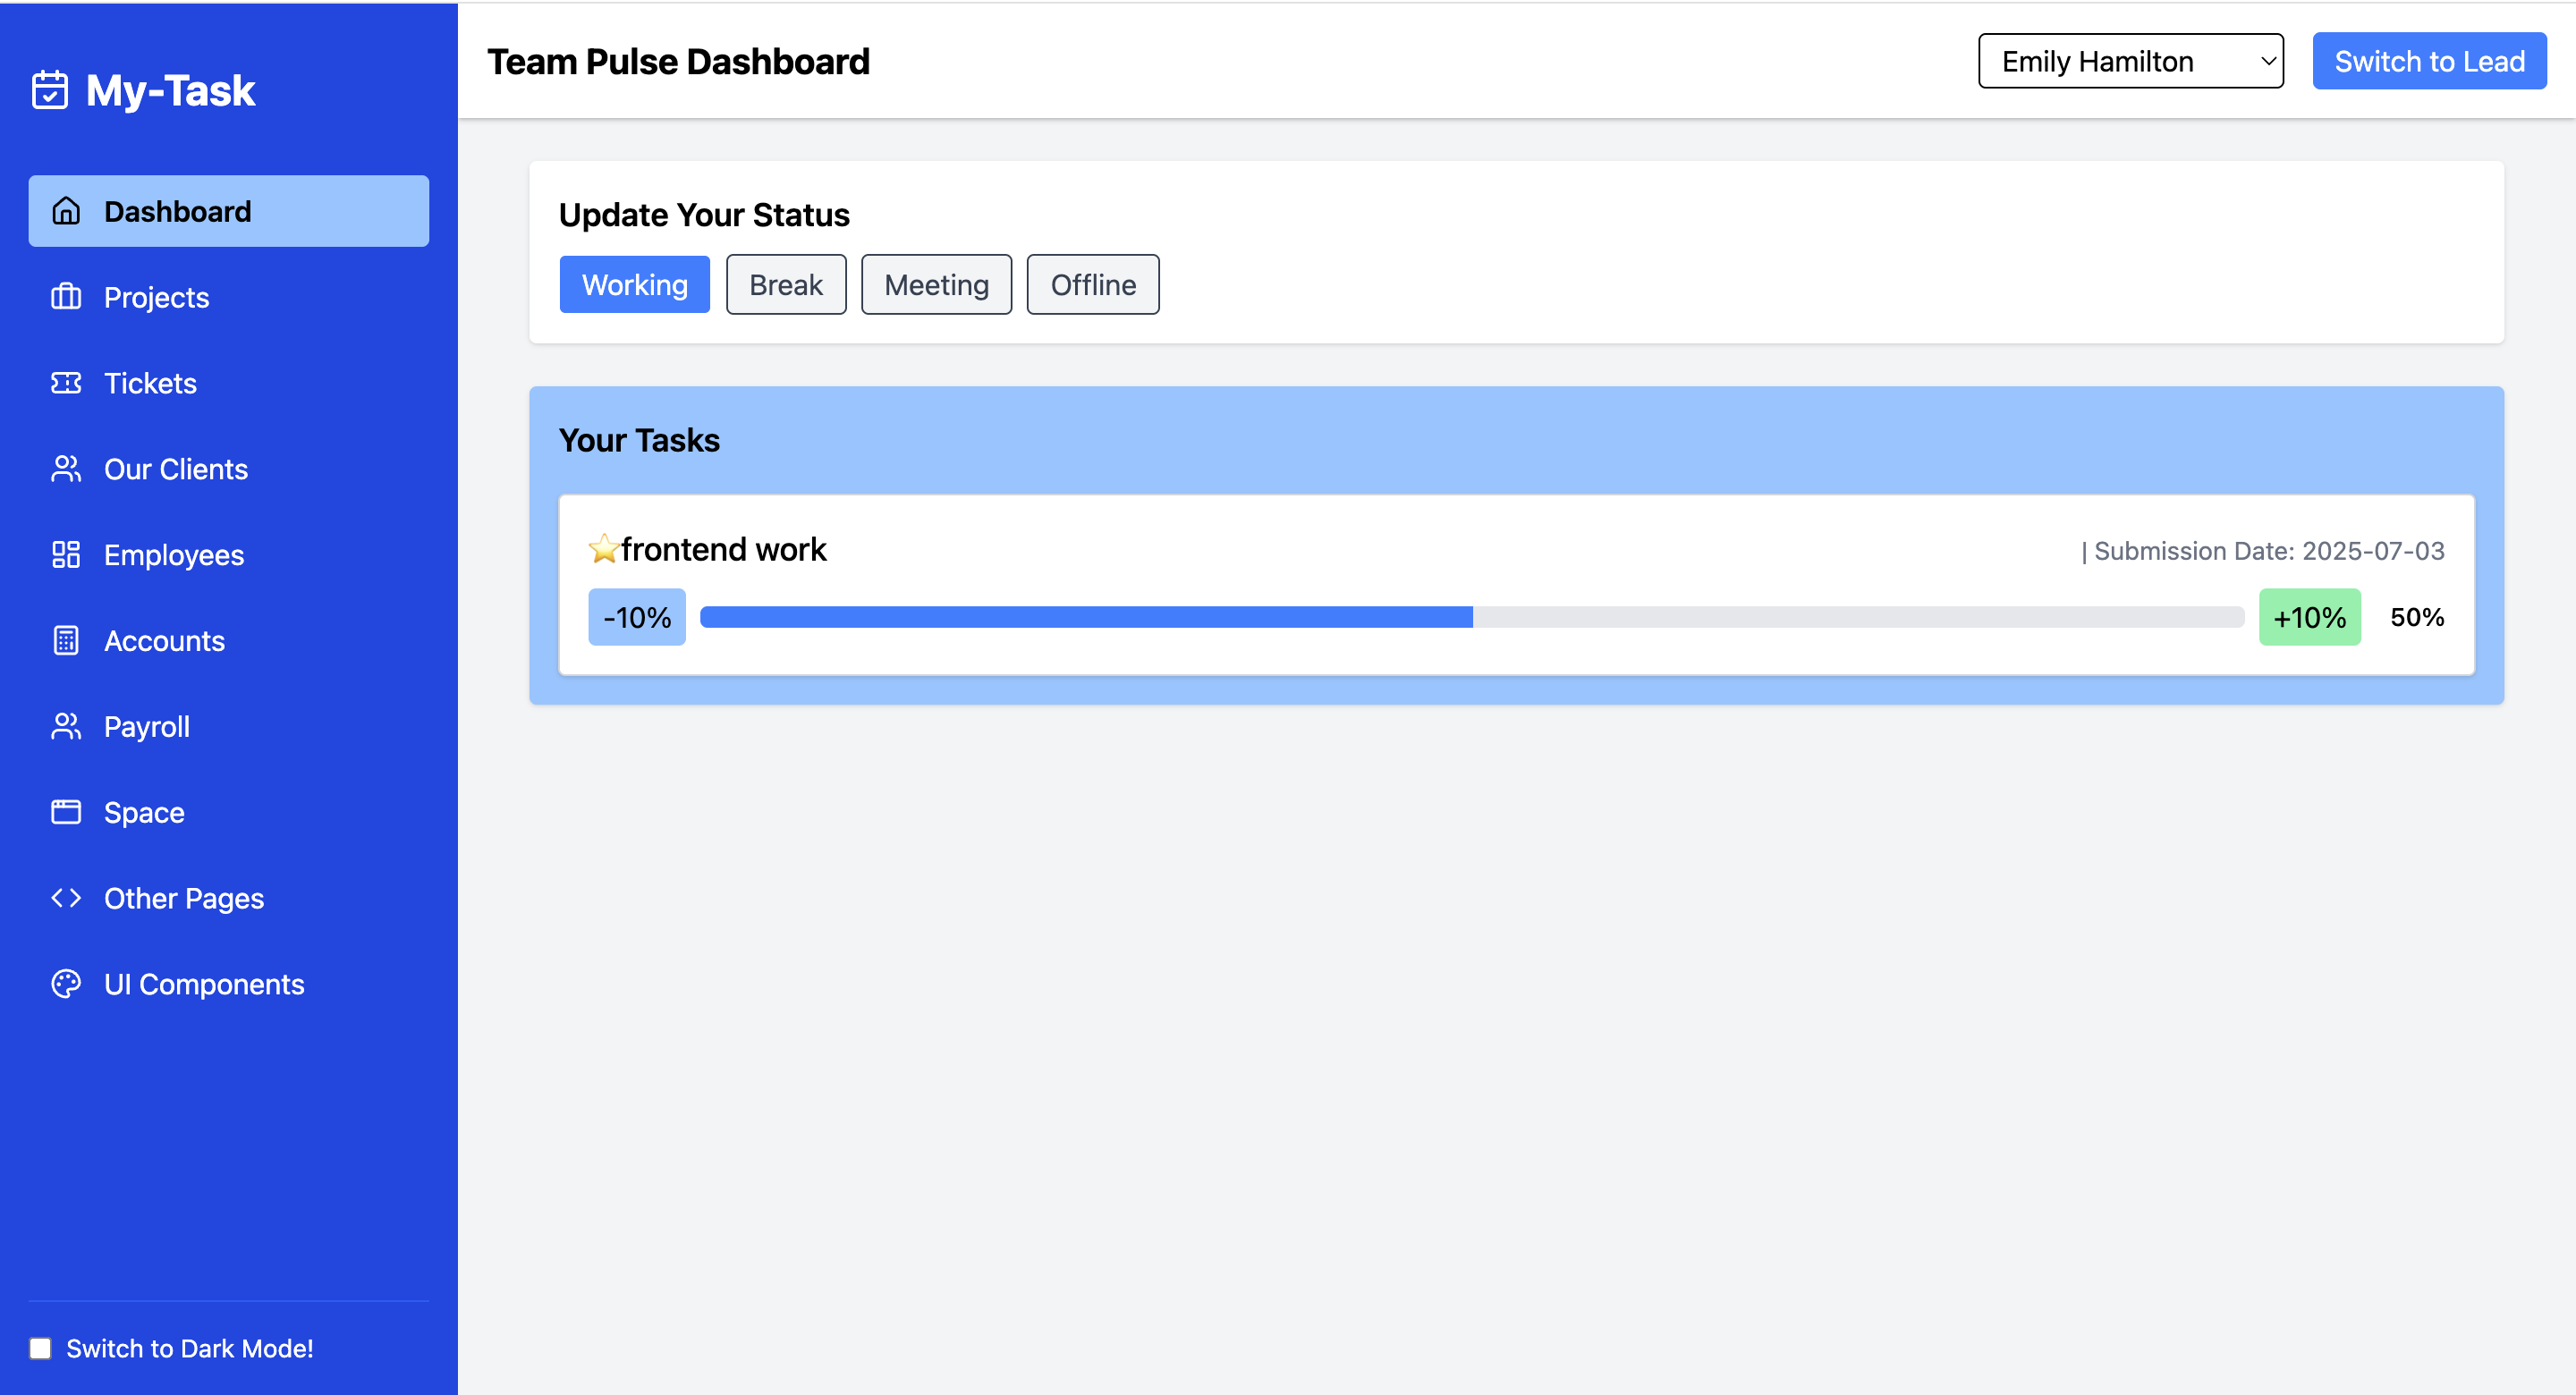 My-Task
Dashboard
Projects
Tickets
Our Clients
Employees
Accounts
Payroll
Space
Other Pages
UI Components
Switch to Dark Mode!
Team Pulse Dashboard
Emily Hamilton
Switch to Lead
Update Your Status
Working Break Meeting Offline
Your Tasks
⭐frontend work | Submission Date: 2025-07-03
-10% +10% 50%